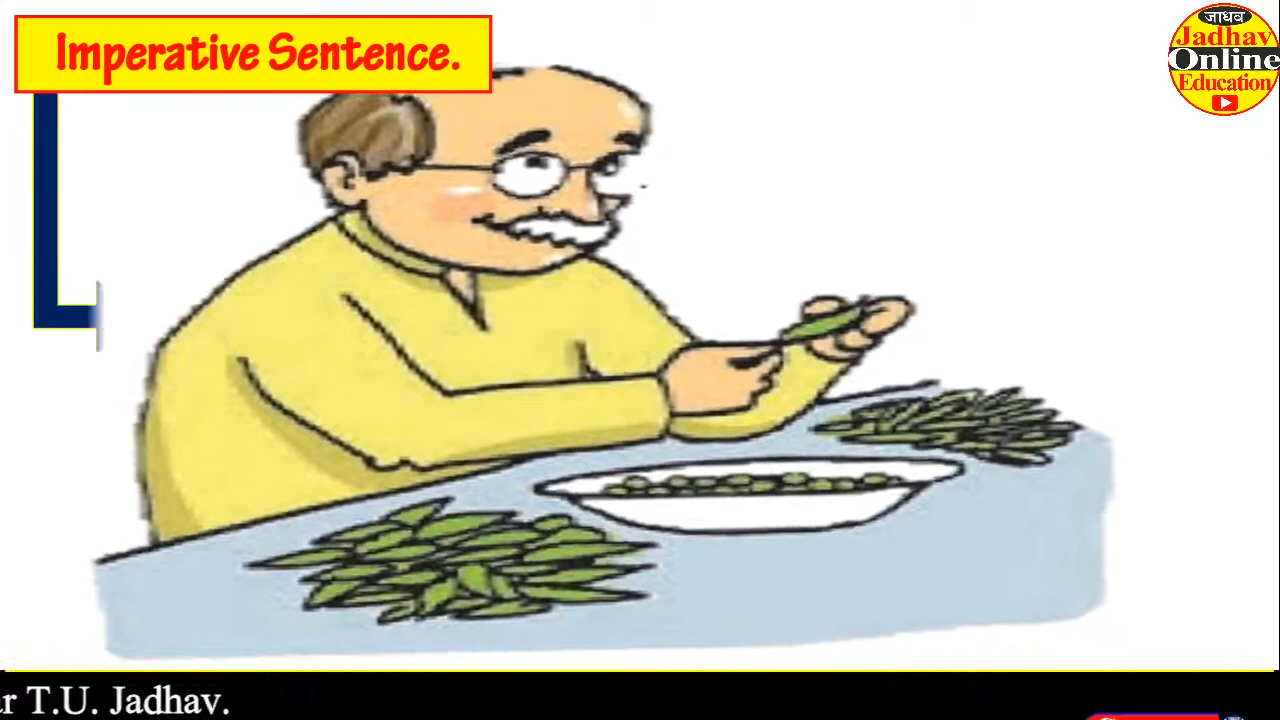 Imperative Sentence.
जाधव
Jadhav
Online
Education
T.U. Jadhav.